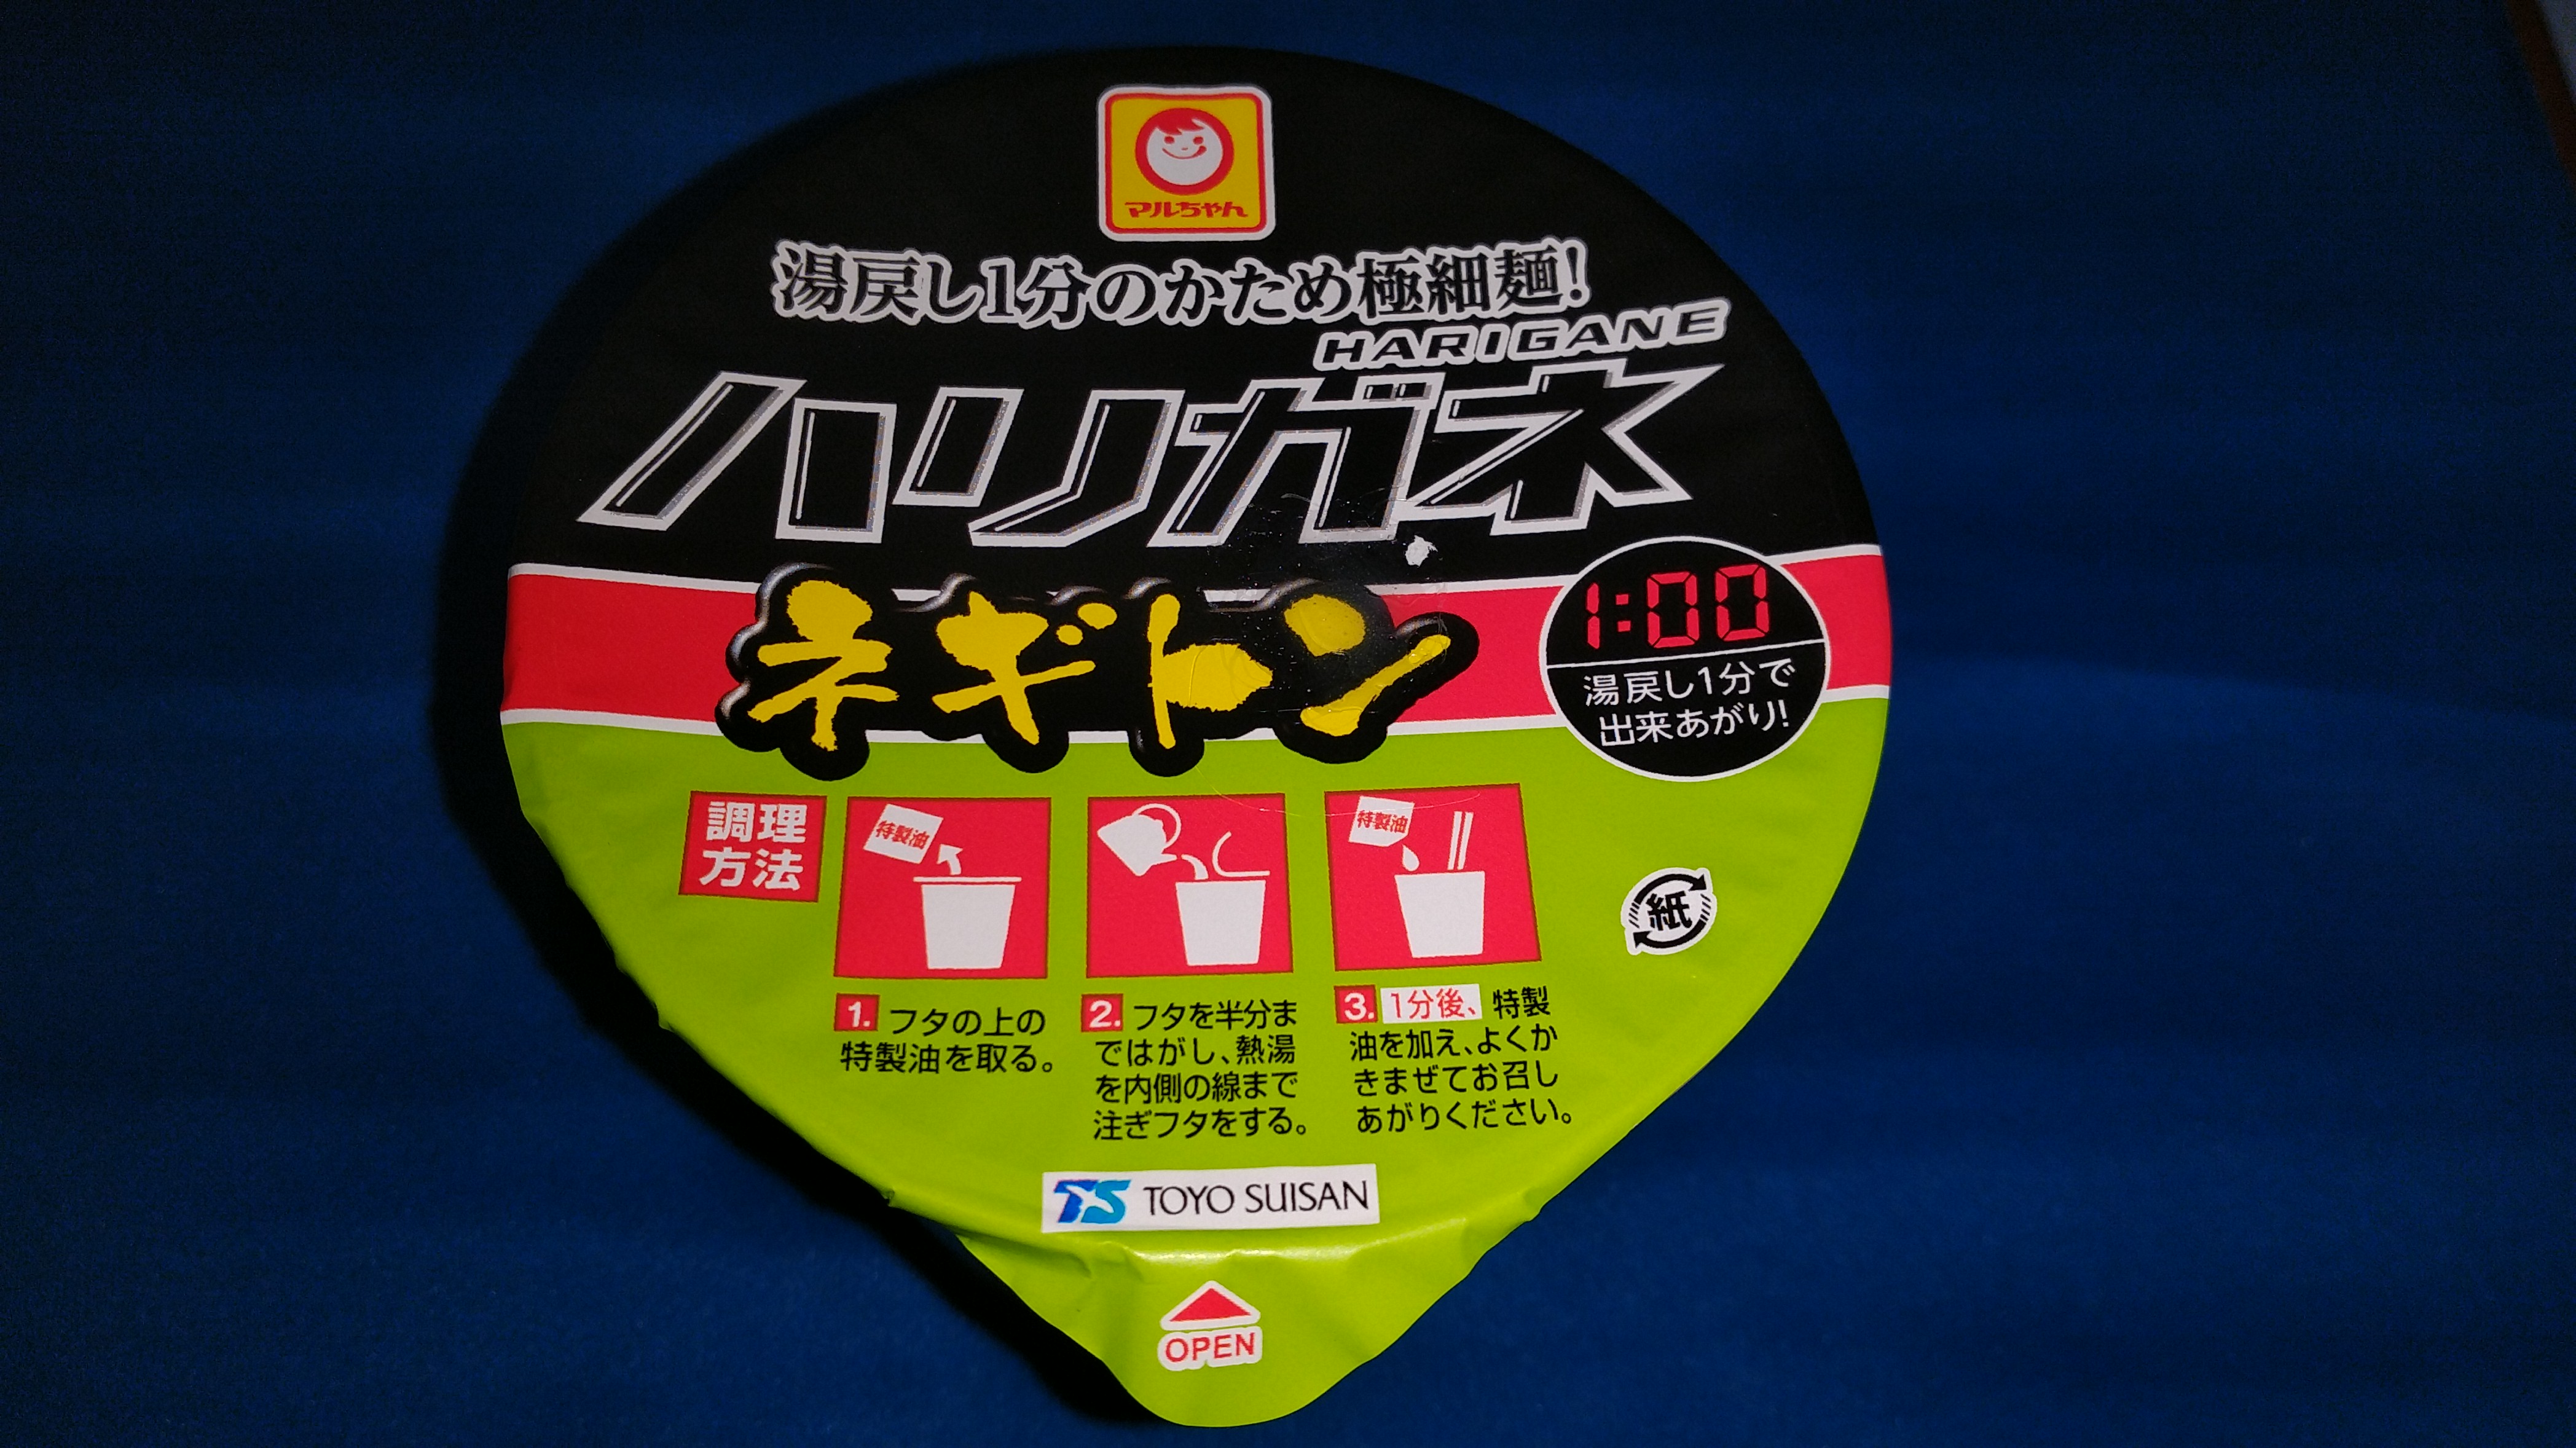 マルちゃん
湯戻し1分のかため極細麺!
HARIGANE
ハリガネ
ネギトン
1:00
湯戻し1分で
出来あがり!
調理
方法
特製油
特製油
1. フタの上の
特製油を取る。
2. フタを半分ま
ではがし、熱湯
を内側の線まで
注ぎフタをする。
3. 1分後、特製
油を加え、よくか
きまぜてお召し
あがりください。
紙
TS TOYO SUISAN
OPEN